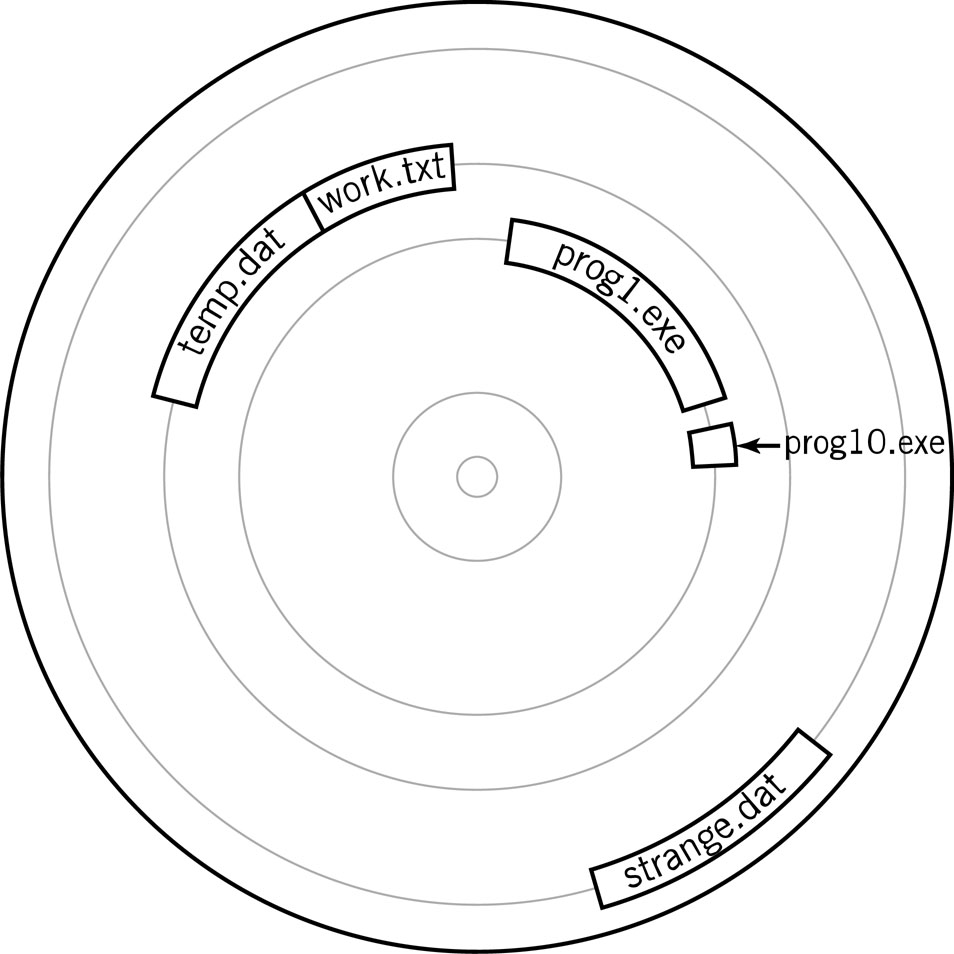 work.txt
temp.dat
prog1.exe
prog10.exe
strange.dat